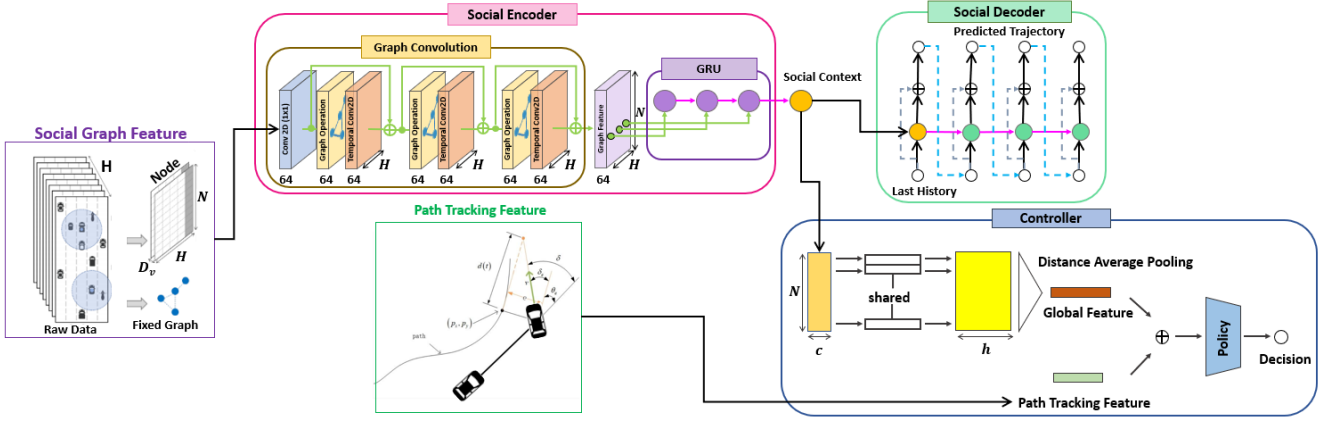 Social Graph Feature
H
Node
N
H
D_v
Raw Data
Fixed Graph
Social Encoder
Graph Convolution
Conv 2D (1x1)
Graph Operation
Temporal Conv2D
Graph Operation
Temporal Conv2D
Graph Operation
Temporal Conv2D
H
H
H
64
64
64
64
64
64
64
Graph Feature
N
64
GRU
Social Context
Social Decoder
Predicted Trajectory
Last History
Path Tracking Feature
d(t)
δ
(p_x, p_y)
path
Controller
N
c
shared
h
Distance Average Pooling
Global Feature
Path Tracking Feature
Policy
Decision